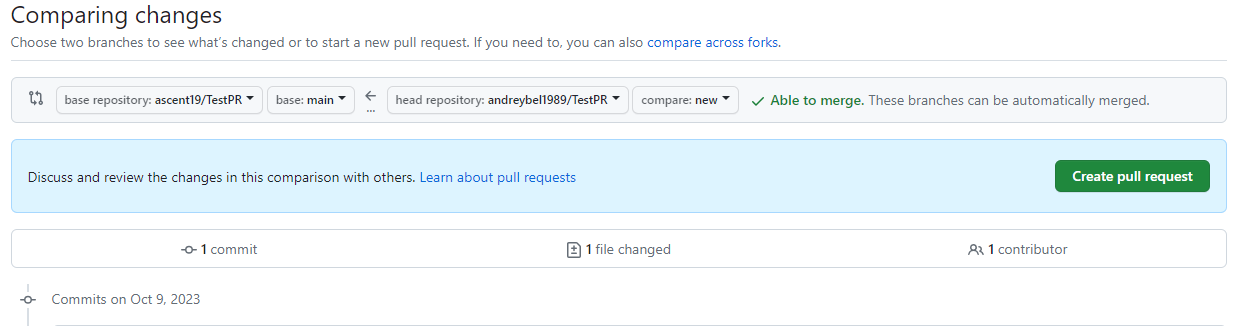 Comparing changes
Choose two branches to see what's changed or to start a new pull request. If you need to, you can also compare across forks.
base repository: ascent19/TestPR base: main ... head repository: andreybel1989/TestPR compare: new Able to merge. These branches can be automatically merged.
Discuss and review the changes in this comparison with others. Learn about pull requests Create pull request
1 commit 1 file changed 1 contributor
Commits on Oct 9, 2023